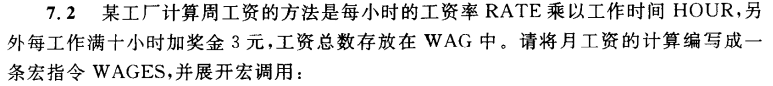 7.2 某工厂计算周工资的方法是每小时的工资率 RATE 乘以工作时间 HOUR,另
外每工作满十小时加奖金 3 元,工资总数存放在 WAG 中。请将月工资的计算编写成一
条宏指令 WAGES,并展开宏调用: